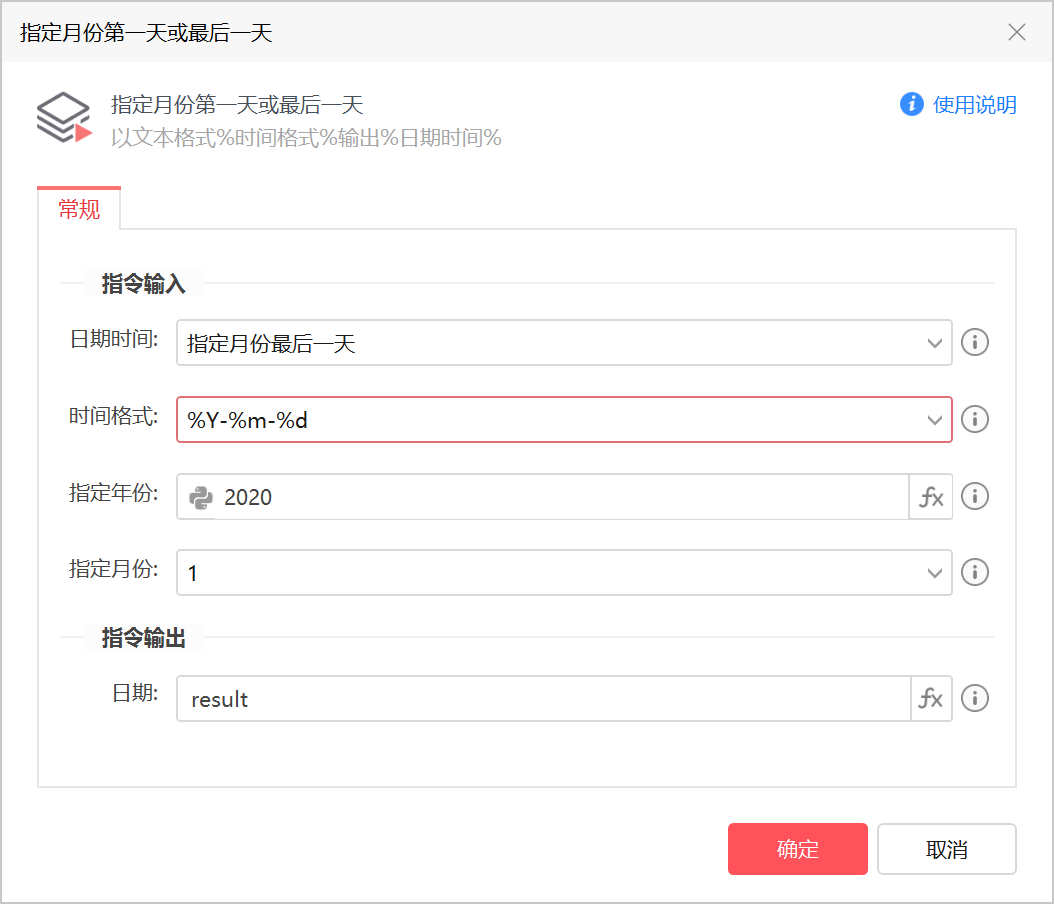 指定月份第一天或最后一天
指定月份第一天或最后一天
使用说明
以文本格式%时间格式%输出%日期时间%
常规
指令输入
日期时间: 指定月份最后一天
时间格式: %Y-%m-%d
指定年份: 2020 fx
指定月份: 1
指令输出
日期: result fx
确定 取消